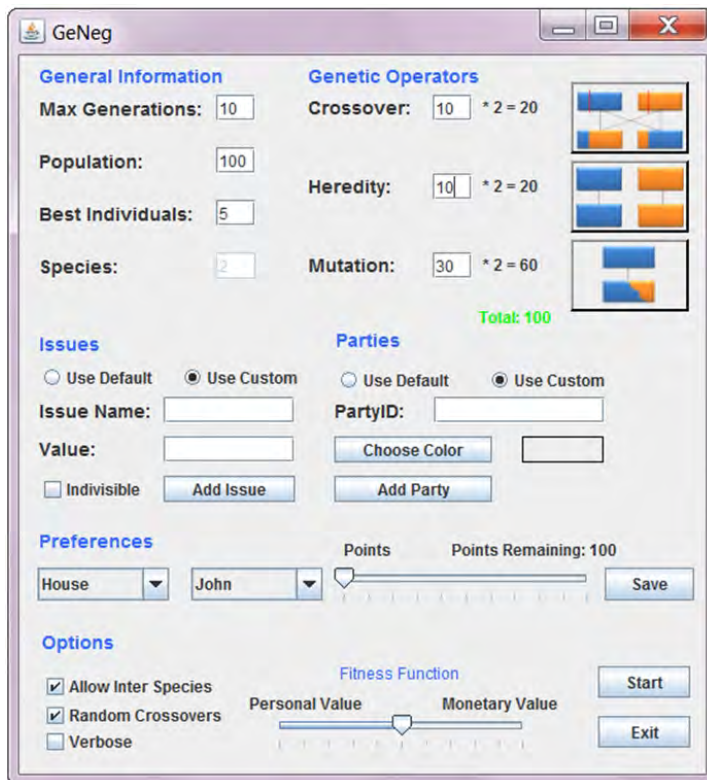 GeNeg
General Information
Genetic Operators
Max Generations: 10
Crossover: 10 * 2 = 20
Population: 100
Heredity: 10 * 2 = 20
Best Individuals: 5
Species: 2
Mutation: 30 * 2 = 60
Total: 100
Issues
Parties
Use Default Use Custom
Use Default Use Custom
Issue Name:
PartyID:
Value:
Choose Color
Indivisible Add Issue
Add Party
Preferences
Points Points Remaining: 100
House John Save
Options
Fitness Function
Allow Inter Species
Start
Personal Value Monetary Value
Random Crossovers
Verbose
Exit